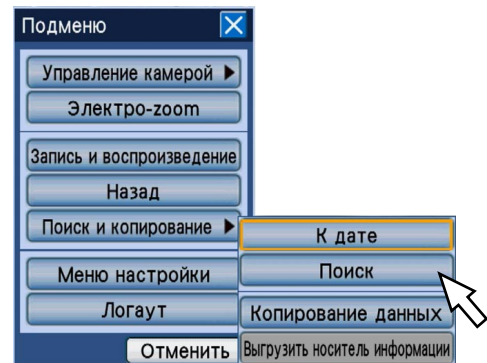 Подменю
Управление камерой
Электро-zoom
Запись и воспроизведение
Назад
Поиск и копирование
К дате
Меню настройки
Поиск
Логаут
Копирование данных
Отменить
Выгрузить носитель информации